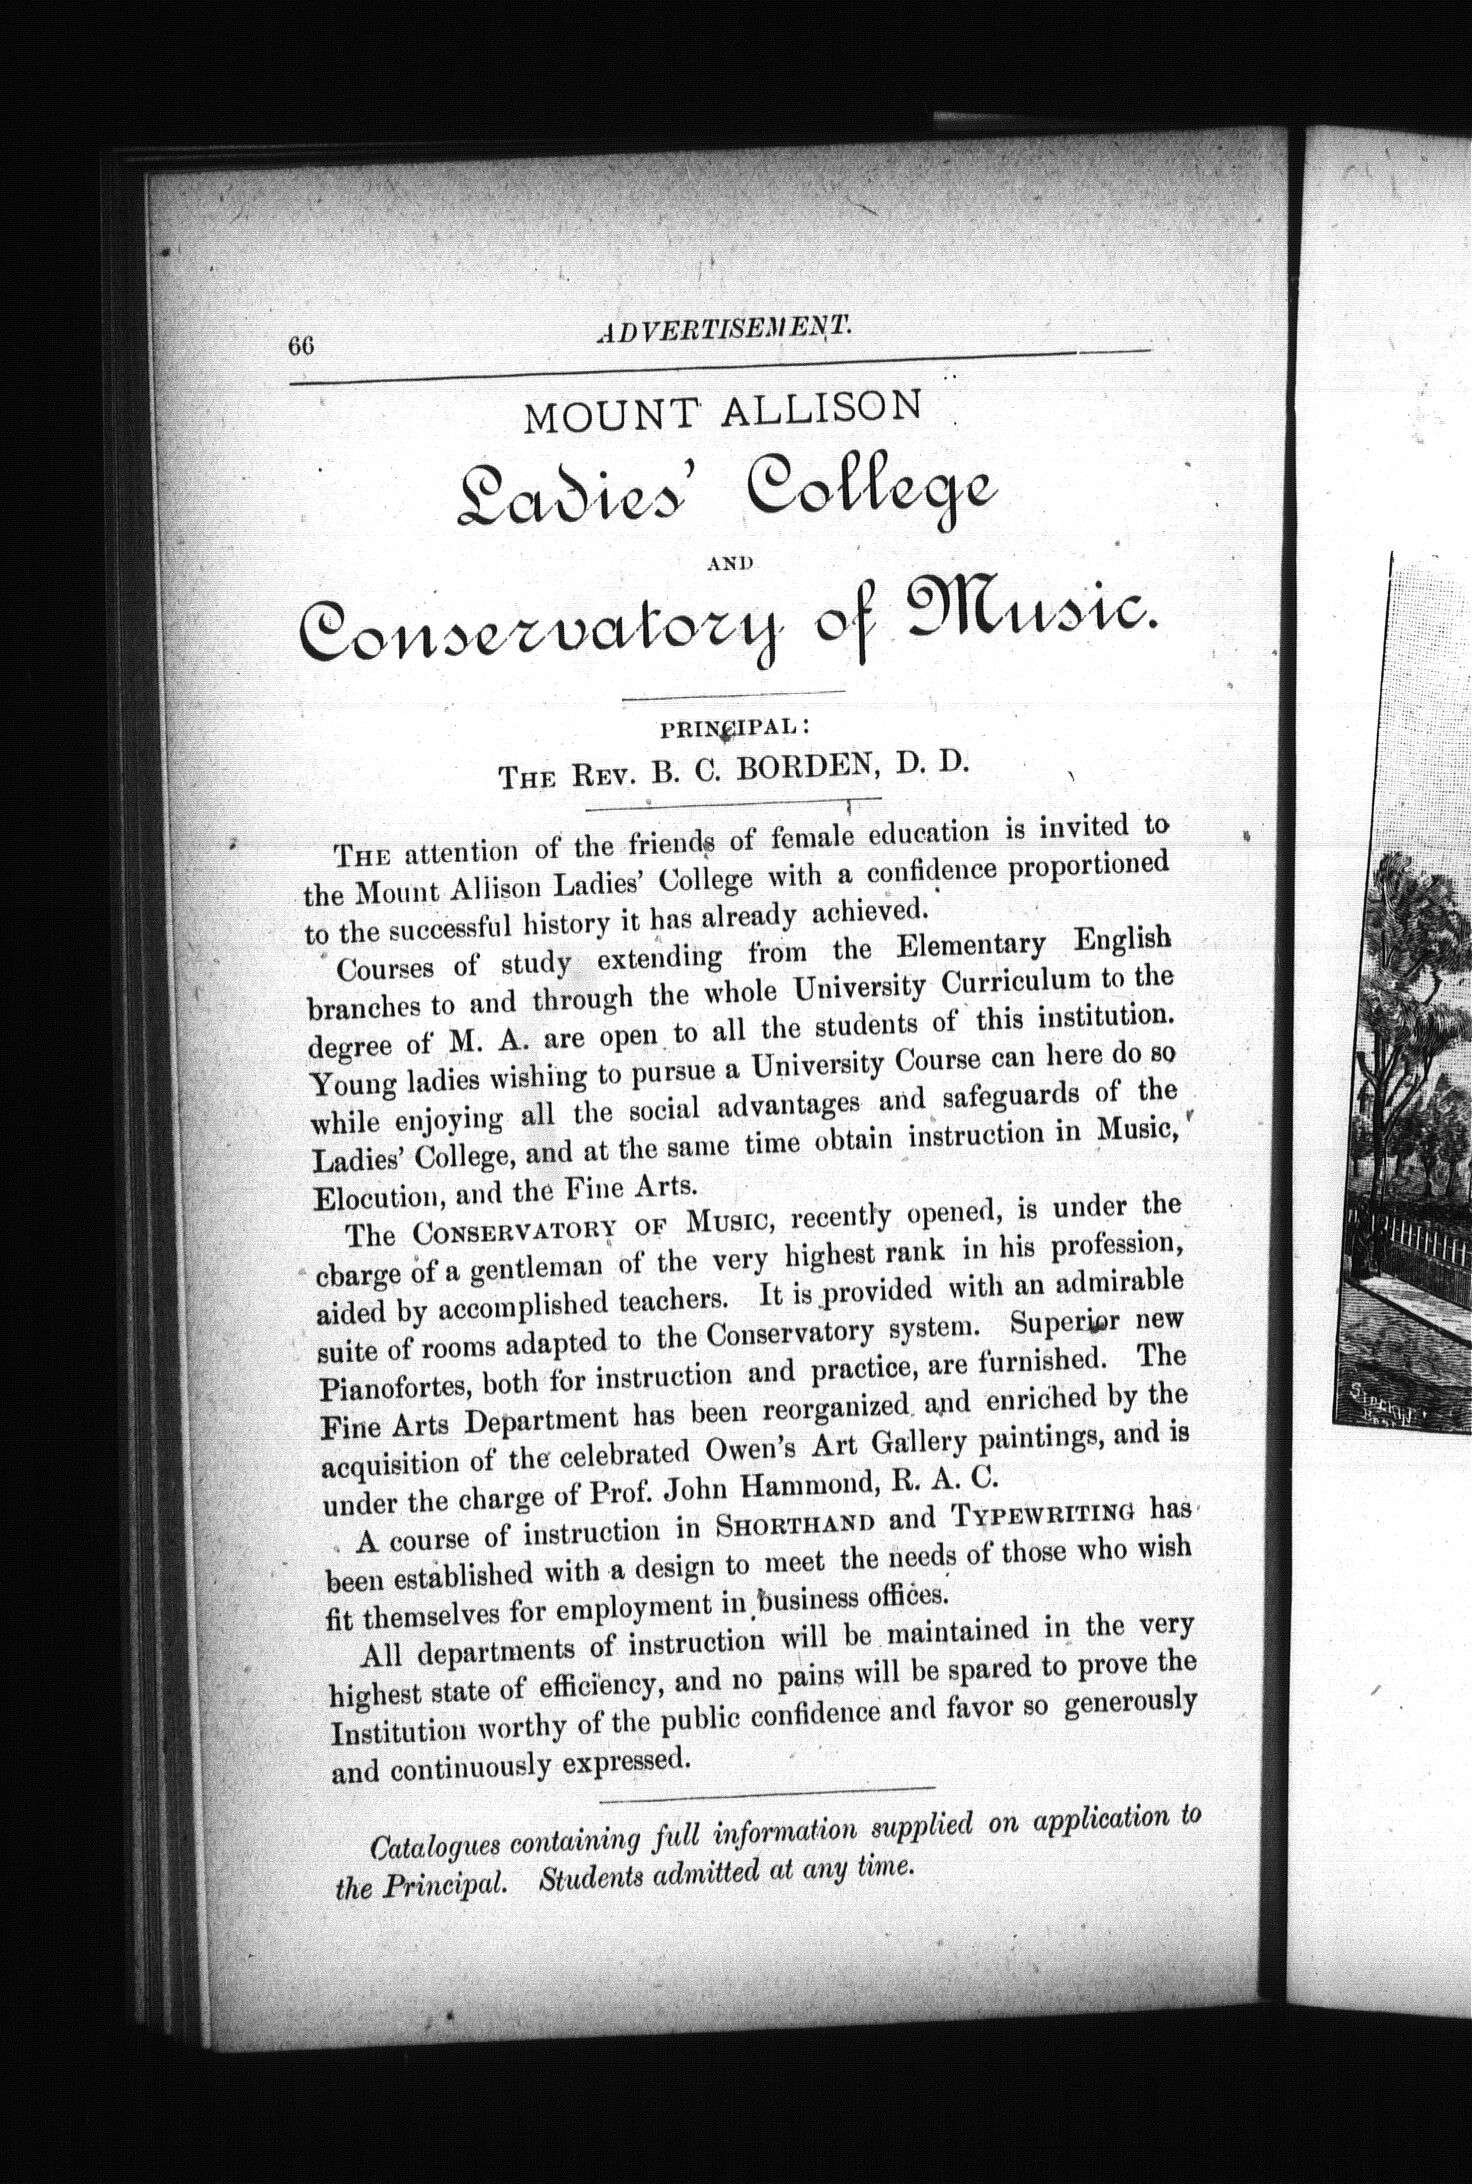 66
ADVERTISEMENT.
MOUNT ALLISON
Ladies' College
AND
Conservatory of Music.
PRINCIPAL:
THE REV. B. C. BORDEN, D. D.
THE attention of the friends of female education is invited to
the Mount Allison Ladies' College with a confidence proportioned
to the successful history it has already achieved.
Courses of study extending from the Elementary English
branches to and through the whole University Curriculum to the
degree of M. A. are open to all the students of this institution.
Young ladies wishing to pursue a University Course can here do so
while enjoying all the social advantages and safeguards of the
Ladies' College, and at the same time obtain instruction in Music,
Elocution, and the Fine Arts.
The CONSERVATORY OF MUSIC, recently opened, is under the
charge of a gentleman of the very highest rank in his profession,
aided by accomplished teachers. It is provided with an admirable
suite of rooms adapted to the Conservatory system. Superior new
Pianofortes, both for instruction and practice, are furnished. The
Fine Arts Department has been reorganized and enriched by the
acquisition of the celebrated Owen's Art Gallery paintings, and is
under the charge of Prof. John Hammond, R. A. C.
A course of instruction in SHORTHAND and TYPEWRITING has
been established with a design to meet the needs of those who wish
fit themselves for employment in business offices.
All departments of instruction will be maintained in the very
highest state of efficiency, and no pains will be spared to prove the
Institution worthy of the public confidence and favor so generously
and continuously expressed.
Catalogues containing full information supplied on application to
the Principal. Students admitted at any time.